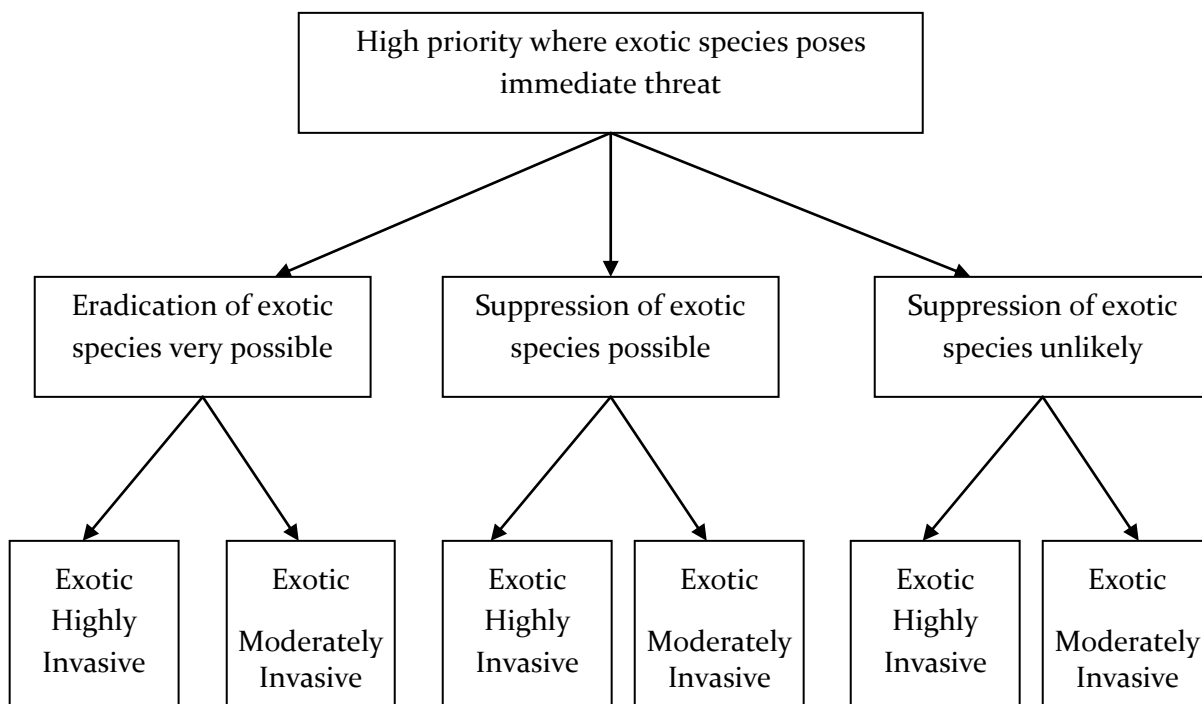 High priority where exotic species poses
immediate threat
Eradication of exotic
species very possible
Suppression of exotic
species possible
Suppression of exotic
species unlikely
Exotic
Highly
Invasive
Exotic
Moderately
Invasive
Exotic
Highly
Invasive
Exotic
Moderately
Invasive
Exotic
Highly
Invasive
Exotic
Moderately
Invasive